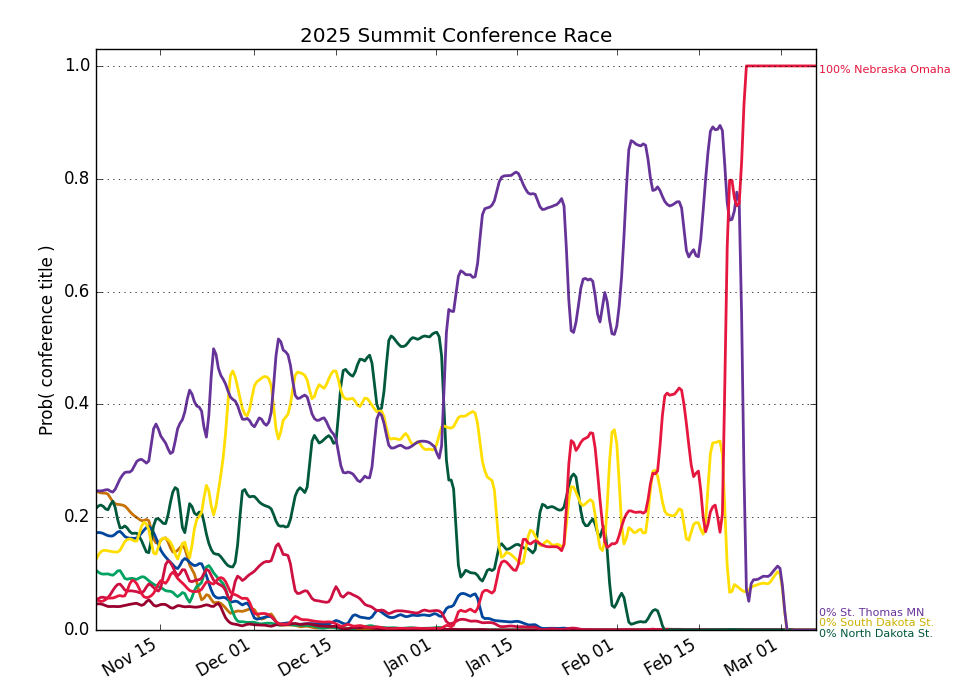 2025 Summit Conference Race
1.0
0.8
0.6
0.4
0.2
0.0
Prob( conference title )
Nov 15
Dec 01
Dec 15
Jan 01
Jan 15
Feb 01
Feb 15
Mar 01
100% Nebraska Omaha
0% St. Thomas MN
0% South Dakota St.
0% North Dakota St.